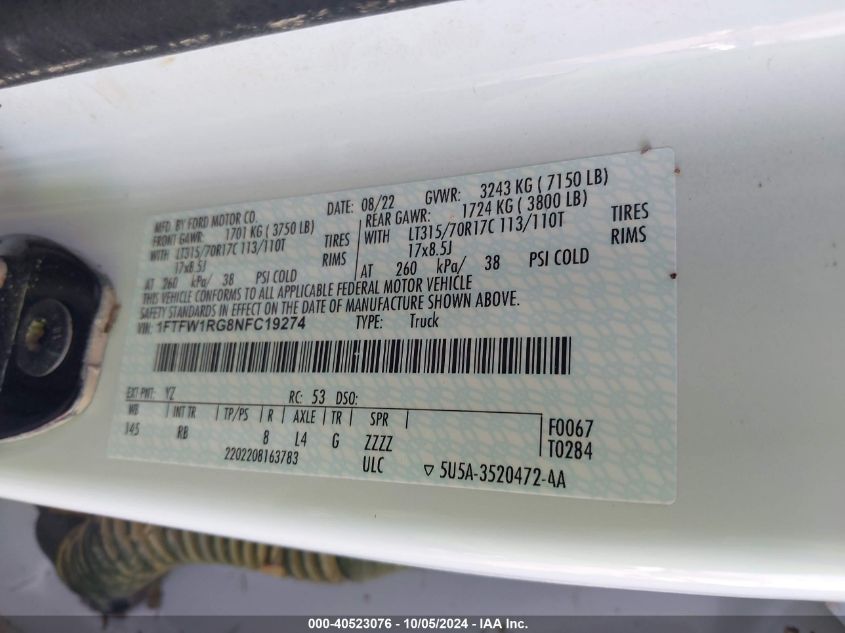 MFD. BY FORD MOTOR CO.
DATE: 08/22 GVWR: 3243 KG ( 7150 LB)
FRONT GAWR: 1701 KG ( 3750 LB) REAR GAWR: 1724 KG ( 3800 LB)
WITH LT315/70R17C 113/110T TIRES WITH LT315/70R17C 113/110T TIRES
17x8.5J RIMS 17x8.5J RIMS
AT 260 kPa/ 38 PSI COLD AT 260 kPa/ 38 PSI COLD
THIS VEHICLE CONFORMS TO ALL APPLICABLE FEDERAL MOTOR VEHICLE
SAFETY STANDARDS IN EFFECT ON THE DATE OF MANUFACTURE SHOWN ABOVE.
VIN: 1FTFW1RG8NFC19274 TYPE: Truck
EXT PNT: YZ RC: 53 DSO:
WB INT TR TP/PS R AXLE TR SPR
145 RB 8 L4 G ZZZZ
F0067
T0284
2202208163783 ULC
▽ 5U5A-3520472-4A
000-40523076 - 10/05/2024 - IAA Inc.